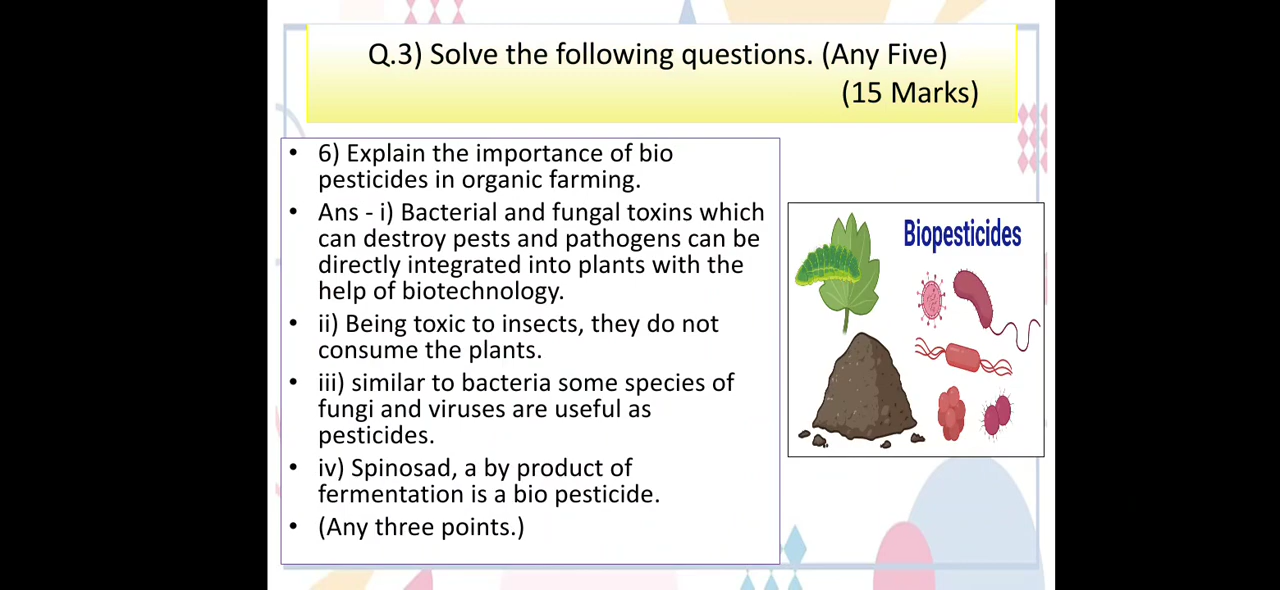 Q.3) Solve the following questions. (Any Five)
(15 Marks)
• 6) Explain the importance of bio
pesticides in organic farming.
• Ans - i) Bacterial and fungal toxins which
can destroy pests and pathogens can be
directly integrated into plants with the
help of biotechnology.
• ii) Being toxic to insects, they do not
consume the plants.
• iii) similar to bacteria some species of
fungi and viruses are useful as
pesticides.
• iv) Spinosad, a by product of
fermentation is a bio pesticide.
• (Any three points.)
Biopesticides